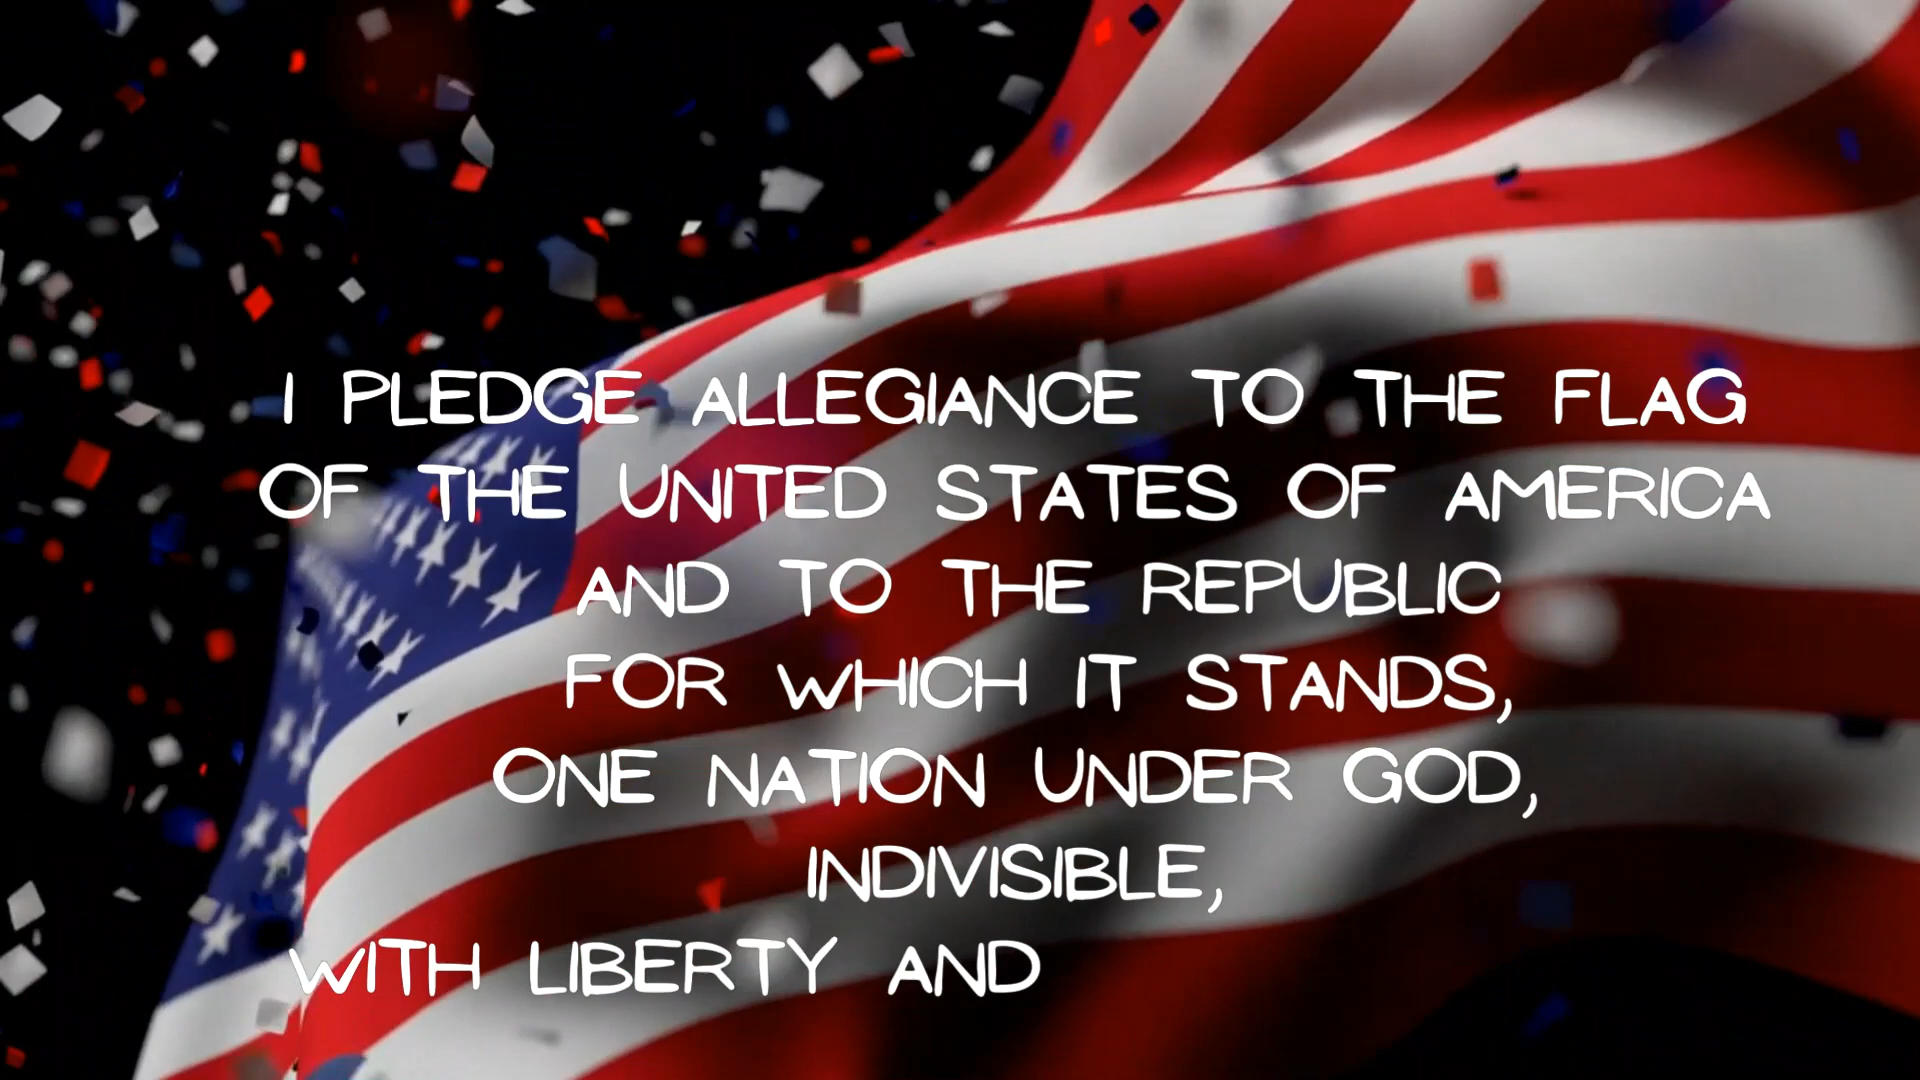 I PLEDGE ALLEGIANCE TO THE FLAG
OF THE UNITED STATES OF AMERICA
AND TO THE REPUBLIC
FOR WHICH IT STANDS,
ONE NATION UNDER GOD,
INDIVISIBLE,
WITH LIBERTY AND